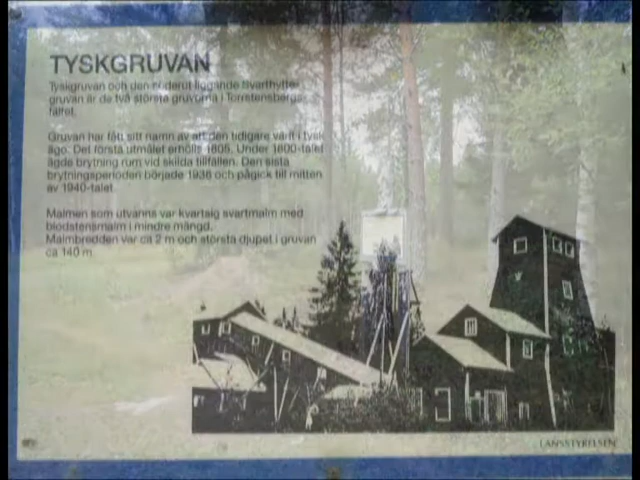 TYSKGRUVAN
Tyskgruvan och den söderut liggande Svarthytte-
gruvan är de två största gruvorna i Torrstensbergs-
fältet.
Gruvan har fått sitt namn av att den tidigare varit i tysk
ägo. Det första utmålet erhölls 1805. Under 1800-talet
ägde brytning rum vid skilda tillfällen. Den sista
brytningsperioden började 1936 och pågick till mitten
av 1940-talet.
Malmen som utvanns var kvartsig svartmalm med
blodstensmalm i mindre mängd.
Malmbredden var ca 2 m och största djupet i gruvan
ca 140 m.
LÄNSSTYRELSEN